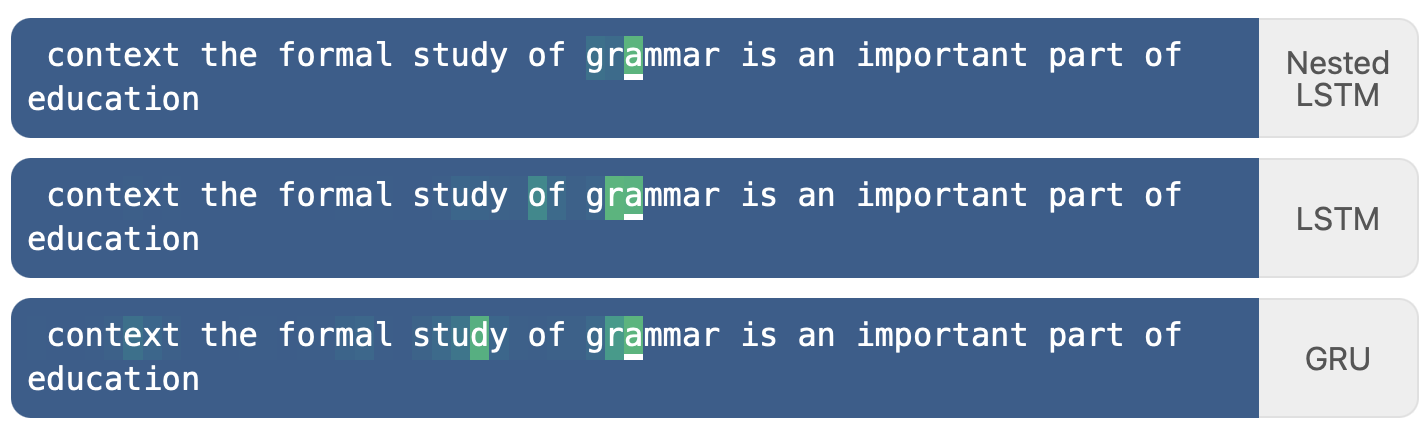 context the formal study of grammar is an important part of
education
Nested
LSTM
context the formal study of grammar is an important part of
education
LSTM
context the formal study of grammar is an important part of
education
GRU